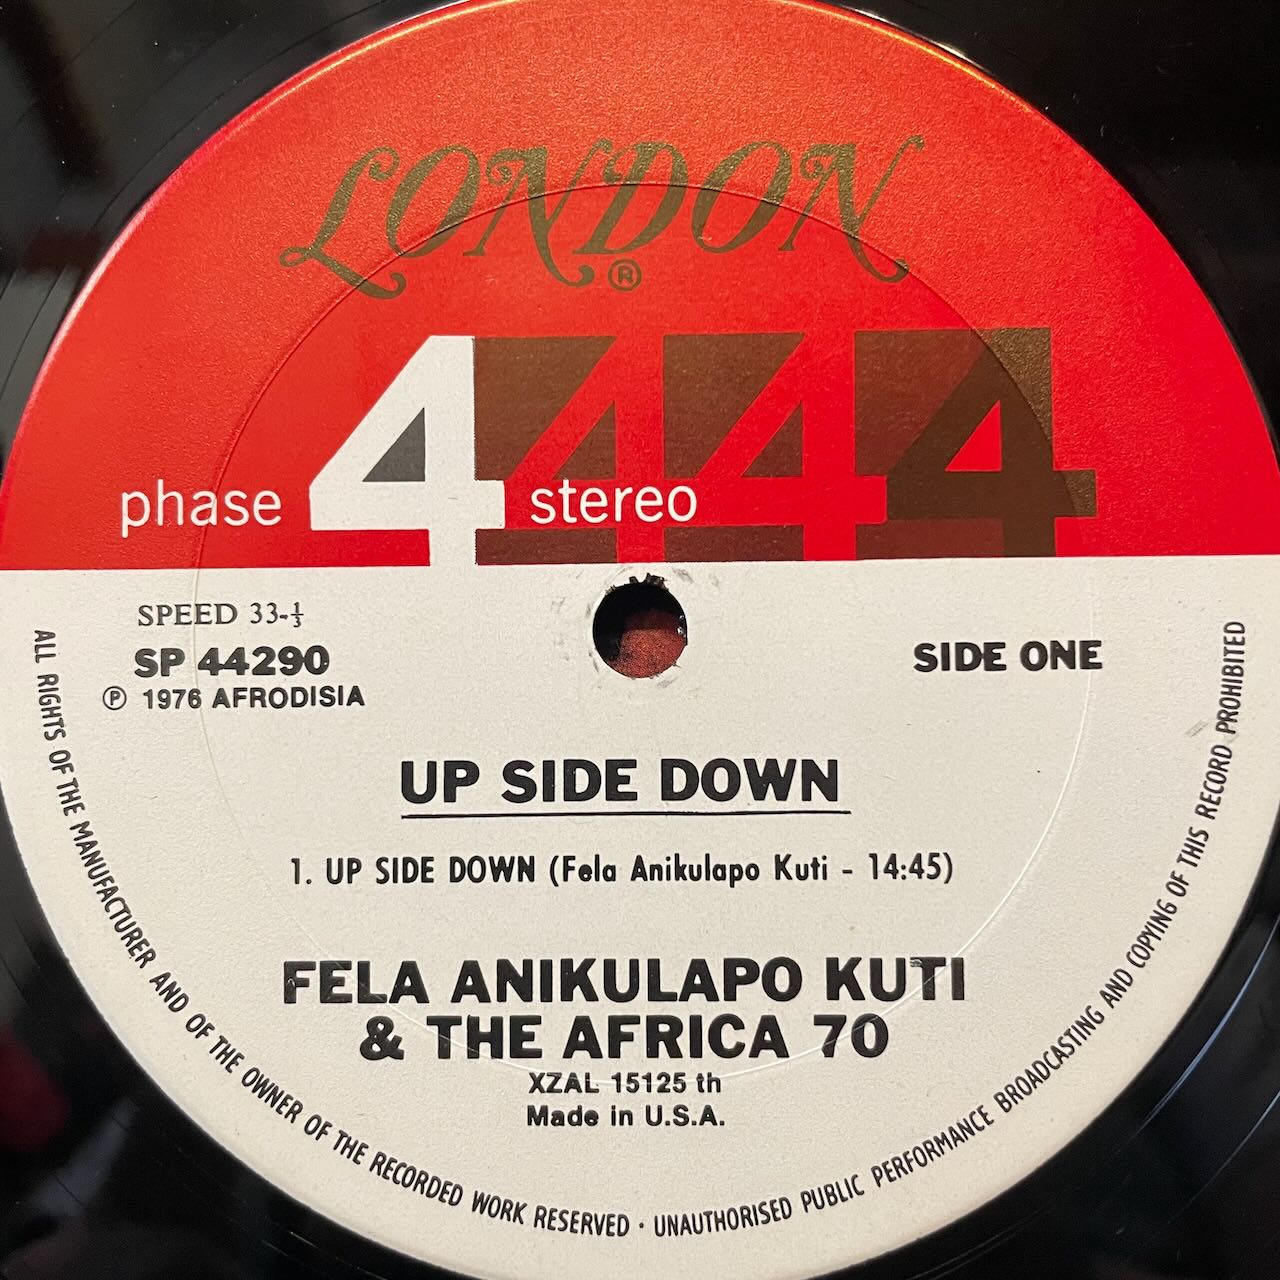 LONDON
®
phase 4 stereo 444
SPEED 33-⅓
SP 44290
SIDE ONE
℗ 1976 AFRODISIA
UP SIDE DOWN
1. UP SIDE DOWN (Fela Anikulapo Kuti - 14:45)
FELA ANIKULAPO KUTI
& THE AFRICA 70
XZAL 15125 th
Made in U.S.A.
ALL RIGHTS OF THE MANUFACTURER AND OF THE OWNER OF THE RECORDED WORK RESERVED · UNAUTHORISED PUBLIC PERFORMANCE BROADCASTING AND COPYING OF THIS RECORD PROHIBITED